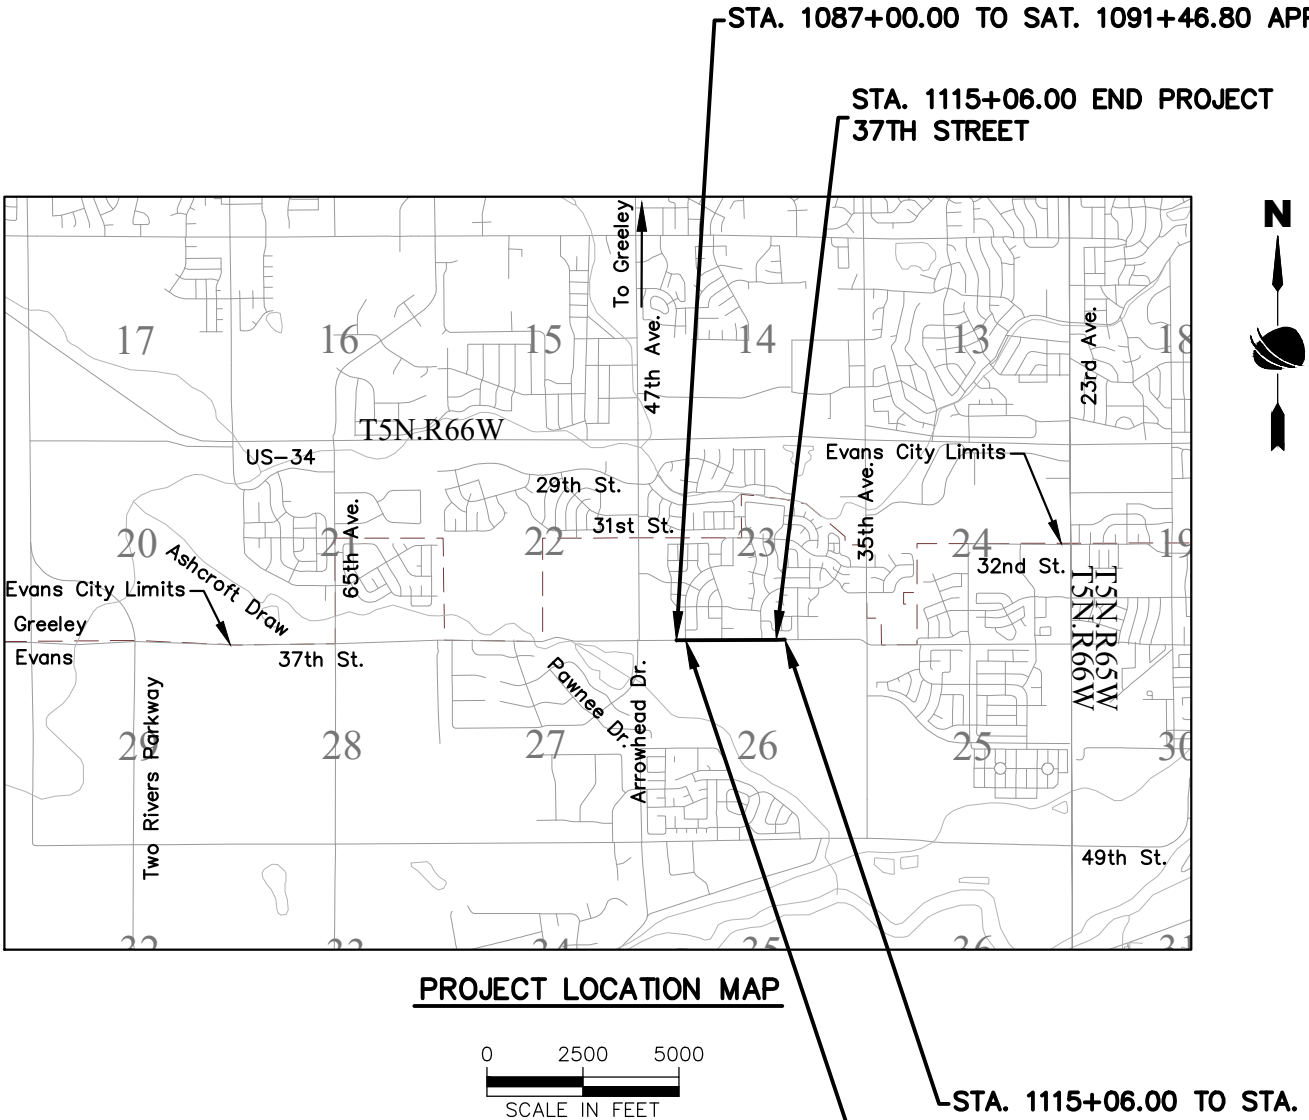 STA. 1087+00.00 TO SAT. 1091+46.80
STA. 1115+06.00 END PROJECT
37TH STREET
N
To Greeley
47th Ave.
23rd Ave.
17
16
15
14
13
18
T5N.R66W
US-34
Evans City Limits
29th St.
31st St.
65th Ave.
35th Ave.
20
21
22
23
24
19
32nd St.
Ashcroft Draw
Evans City Limits
Greeley
Evans
37th St.
T5N.R65W
T5N.R66W
Pawnee Dr.
Arrowhead Dr.
Two Rivers Parkway
29
28
27
26
25
30
49th St.
PROJECT LOCATION MAP
0 2500 5000
SCALE IN FEET
STA. 1115+06.00 TO STA.